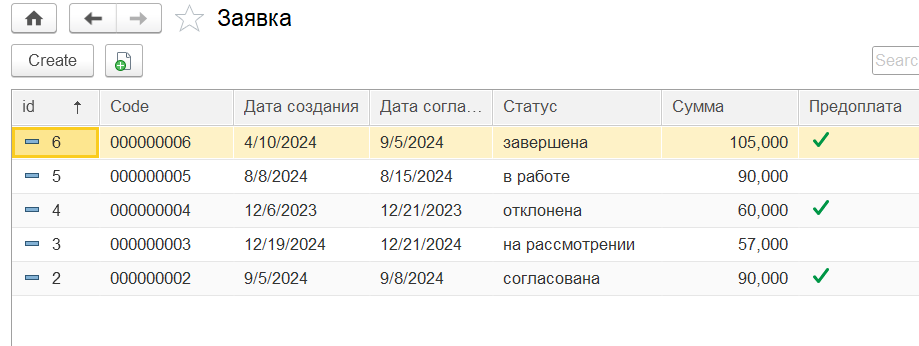 Заявка
Create
Searc
id Code Дата создания Дата согла... Статус Сумма Предоплата
6 000000006 4/10/2024 9/5/2024 завершена 105,000
5 000000005 8/8/2024 8/15/2024 в работе 90,000
4 000000004 12/6/2023 12/21/2023 отклонена 60,000
3 000000003 12/19/2024 12/21/2024 на рассмотрении 57,000
2 000000002 9/5/2024 9/8/2024 согласована 90,000